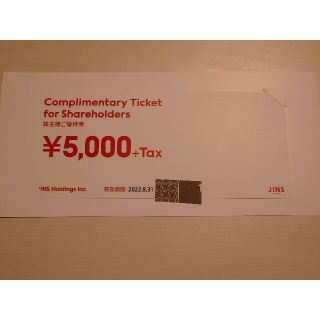 Complimentary Ticket
for Shareholders
株主様ご優待券
¥5,000+Tax
JINS Holdings Inc. 有効期限 2022.8.31 JINS